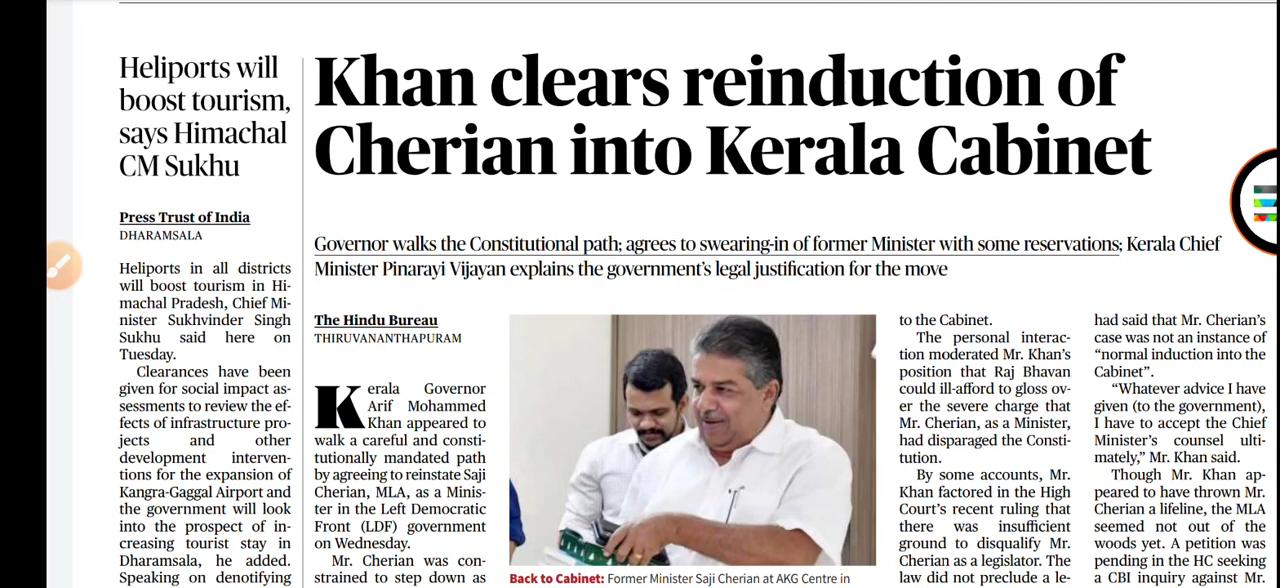 Heliports will
boost tourism,
says Himachal
CM Sukhu
Press Trust of India
DHARAMSALA
Heliports in all districts
will boost tourism in Hi-
machal Pradesh, Chief Mi-
nister Sukhvinder Singh
Sukhu said here on
Tuesday.
Clearances have been
given for social impact as-
sessments to review the ef-
fects of infrastructure pro-
jects and other
development interven-
tions for the expansion of
Kangra-Gaggal Airport and
the government will look
into the prospect of in-
creasing tourist stay in
Dharamsala, he added.
Speaking on denotifying
Khan clears reinduction of
Cherian into Kerala Cabinet
Governor walks the Constitutional path; agrees to swearing-in of former Minister with some reservations; Kerala Chief
Minister Pinarayi Vijayan explains the government's legal justification for the move
The Hindu Bureau
THIRUVANANTHAPURAM
Kerala Governor
Arif Mohammed
Khan appeared to
walk a careful and consti-
tutionally mandated path
by agreeing to reinstate Saji
Cherian, MLA, as a Minis-
ter in the Left Democratic
Front (LDF) government
on Wednesday.
Mr. Cherian was con-
strained to step down as
Back to Cabinet: Former Minister Saji Cherian at AKG Centre in
to the Cabinet.
The personal interac-
tion moderated Mr. Khan's
position that Raj Bhavan
could ill-afford to gloss ov-
er the severe charge that
Mr. Cherian, as a Minister,
had disparaged the Consti-
tution.
By some accounts, Mr.
Khan factored in the High
Court's recent ruling that
there was insufficient
ground to disqualify Mr.
Cherian as a legislator. The
law did not preclude a le-
had said that Mr. Cherian's
case was not an instance of
"normal induction into the
Cabinet".
"Whatever advice I have
given (to the government),
I have to accept the Chief
Minister's counsel ulti-
mately," Mr. Khan said.
Though Mr. Khan ap-
peared to have thrown Mr.
Cherian a lifeline, the MLA
seemed not out of the
woods yet. A petition was
pending in the HC seeking
a CBI inquiry against Mr.